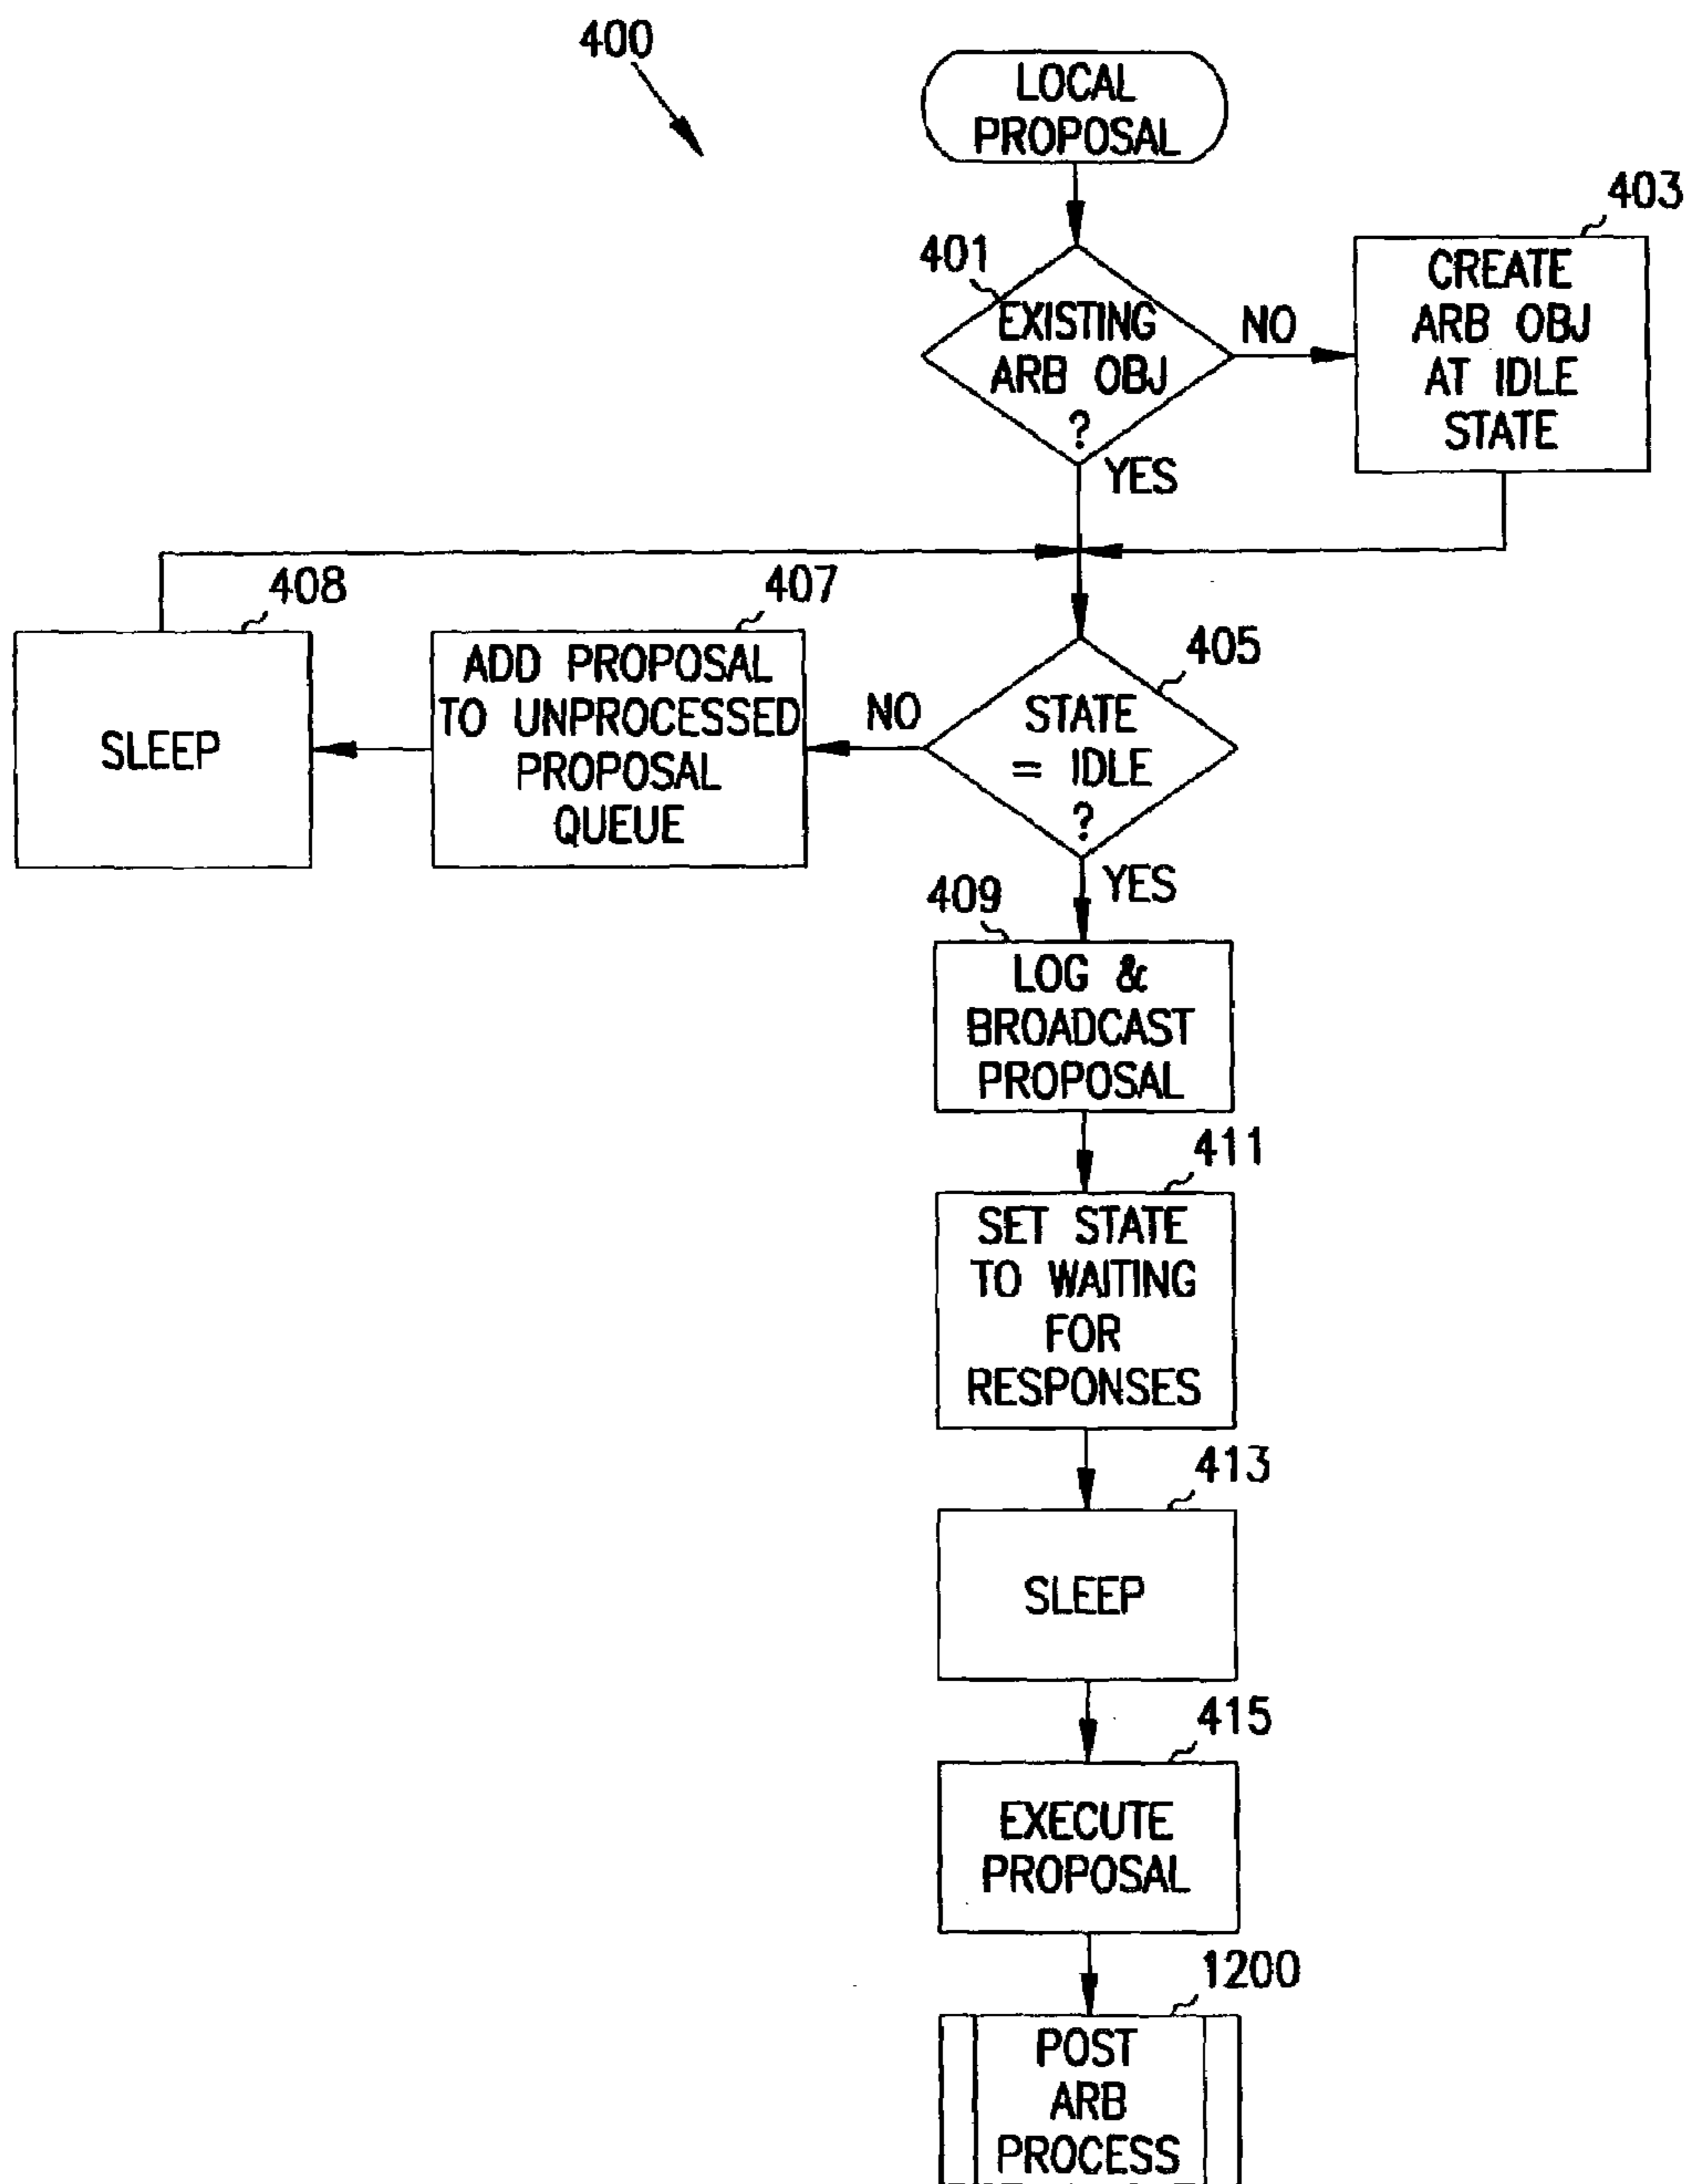 400
LOCAL
PROPOSAL
401
EXISTING
ARB OBJ
?
NO
YES
403
CREATE
ARB OBJ
AT IDLE
STATE
408
SLEEP
407
ADD PROPOSAL
TO UNPROCESSED
PROPOSAL
QUEUE
NO
405
STATE
= IDLE
?
YES
409
LOG &
BROADCAST
PROPOSAL
411
SET STATE
TO WAITING
FOR
RESPONSES
413
SLEEP
415
EXECUTE
PROPOSAL
1200
POST
ARB
PROCESS